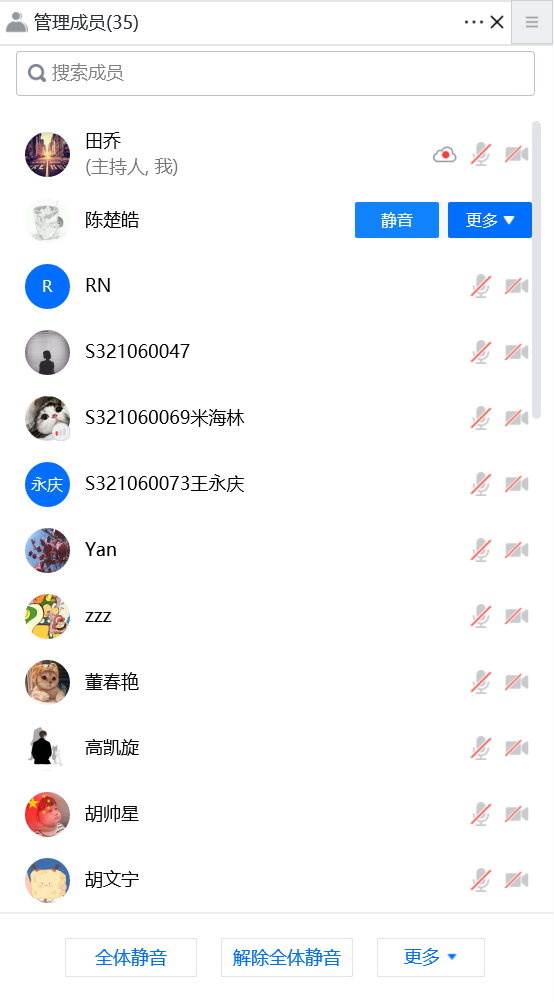 管理成员(35)
搜索成员
田乔
(主持人, 我)
陈楚皓
静音
更多
R
RN
S321060047
S321060069米海林
永庆
S321060073王永庆
Yan
zzz
董春艳
高凯旋
胡帅星
胡文宁
全体静音
解除全体静音
更多